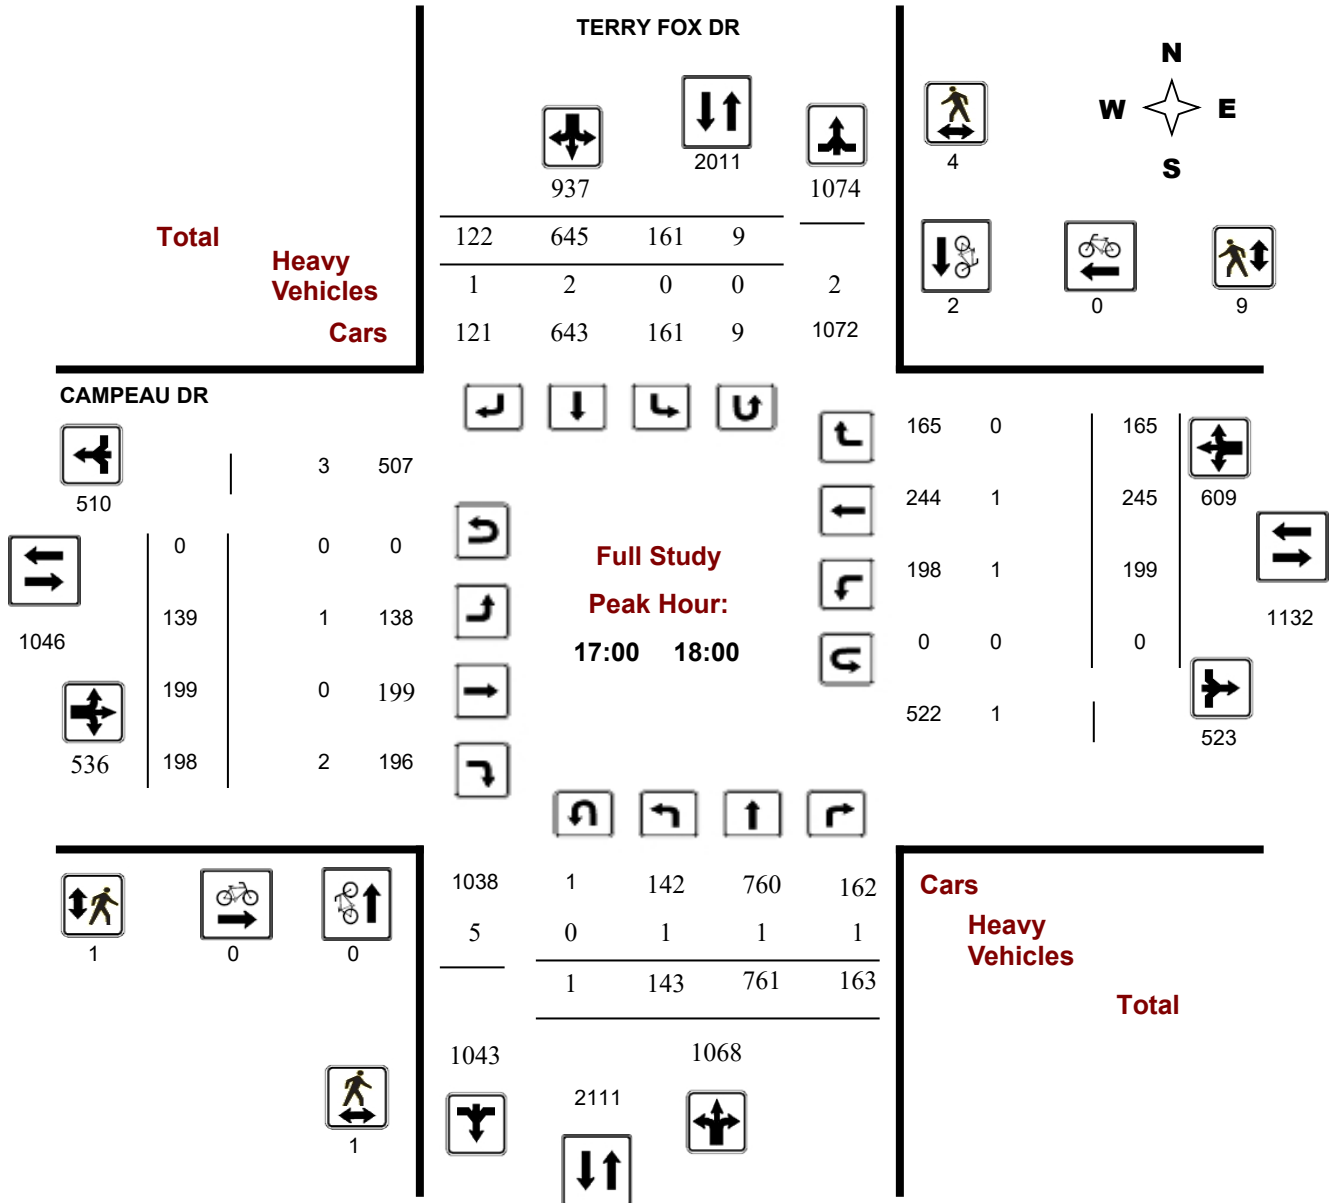 TERRY FOX DR
N
W E
S
2011
4
937 1074
Total 122 645 161 9
Heavy
Vehicles 1 2 0 0 2
Cars 121 643 161 9 1072
2 0 9
CAMPEAU DR
165 0 165
3 507
510 244 1 245 609
0 0 0
Full Study
198 1 199
139 1 138
Peak Hour:
1046 1132
17:00 18:00
0 0 0
199 0 199
522 1 523
536 198 2 196
1038 1 142 760 162 Cars
5 0 1 1 1 Heavy
Vehicles
1 0 0
1 143 761 163
Total
1043 1068
2111
1